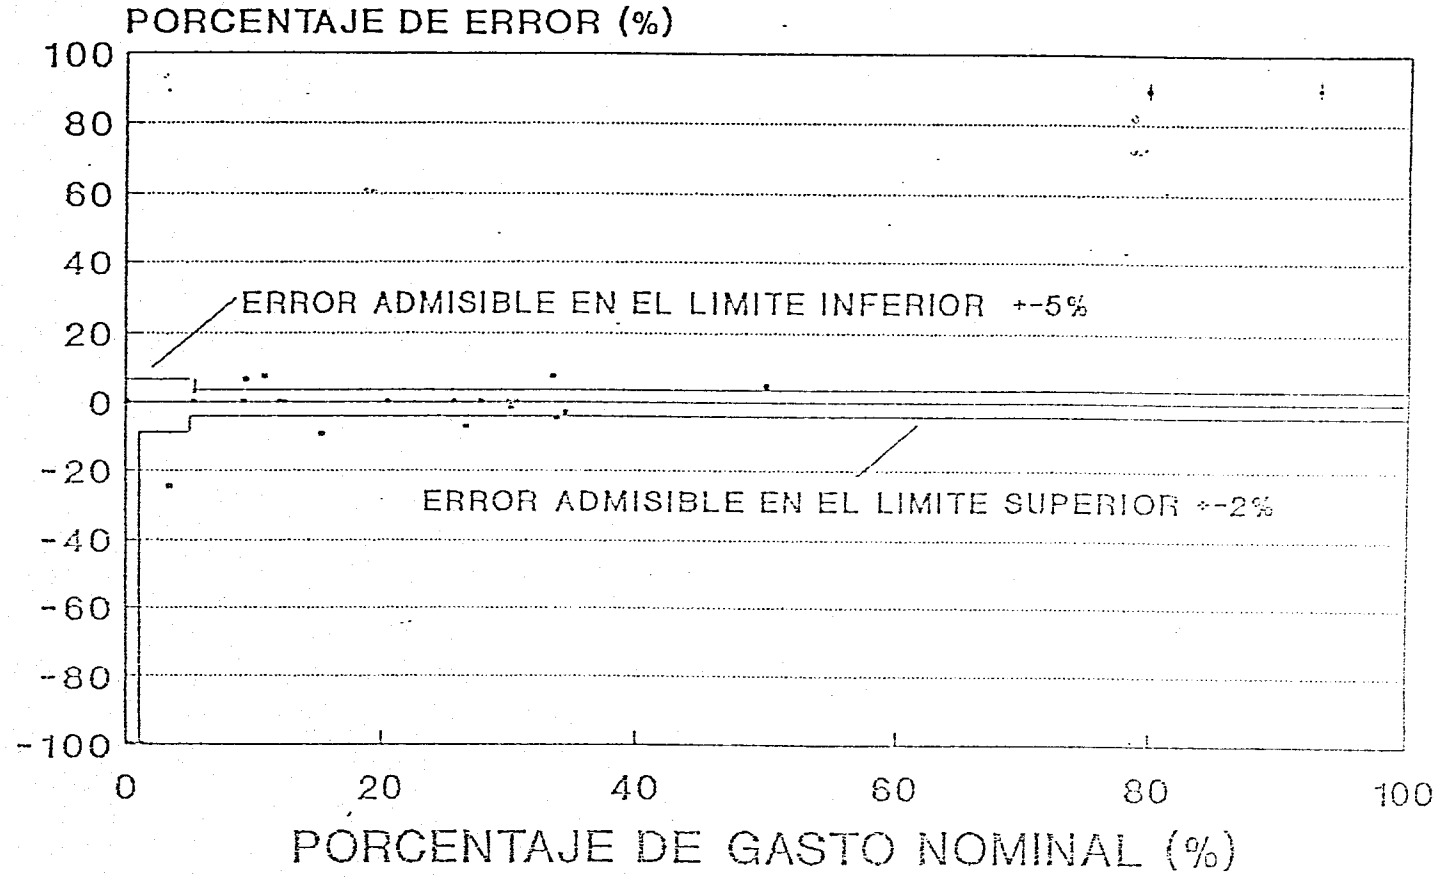 PORCENTAJE DE ERROR (%)
100
80
60
40
ERROR ADMISIBLE EN EL LIMITE INFERIOR +-5%
20
0
-20
ERROR ADMISIBLE EN EL LIMITE SUPERIOR +-2%
-40
-60
-80
-100
0 20 40 60 80 100
PORCENTAJE DE GASTO NOMINAL (%)